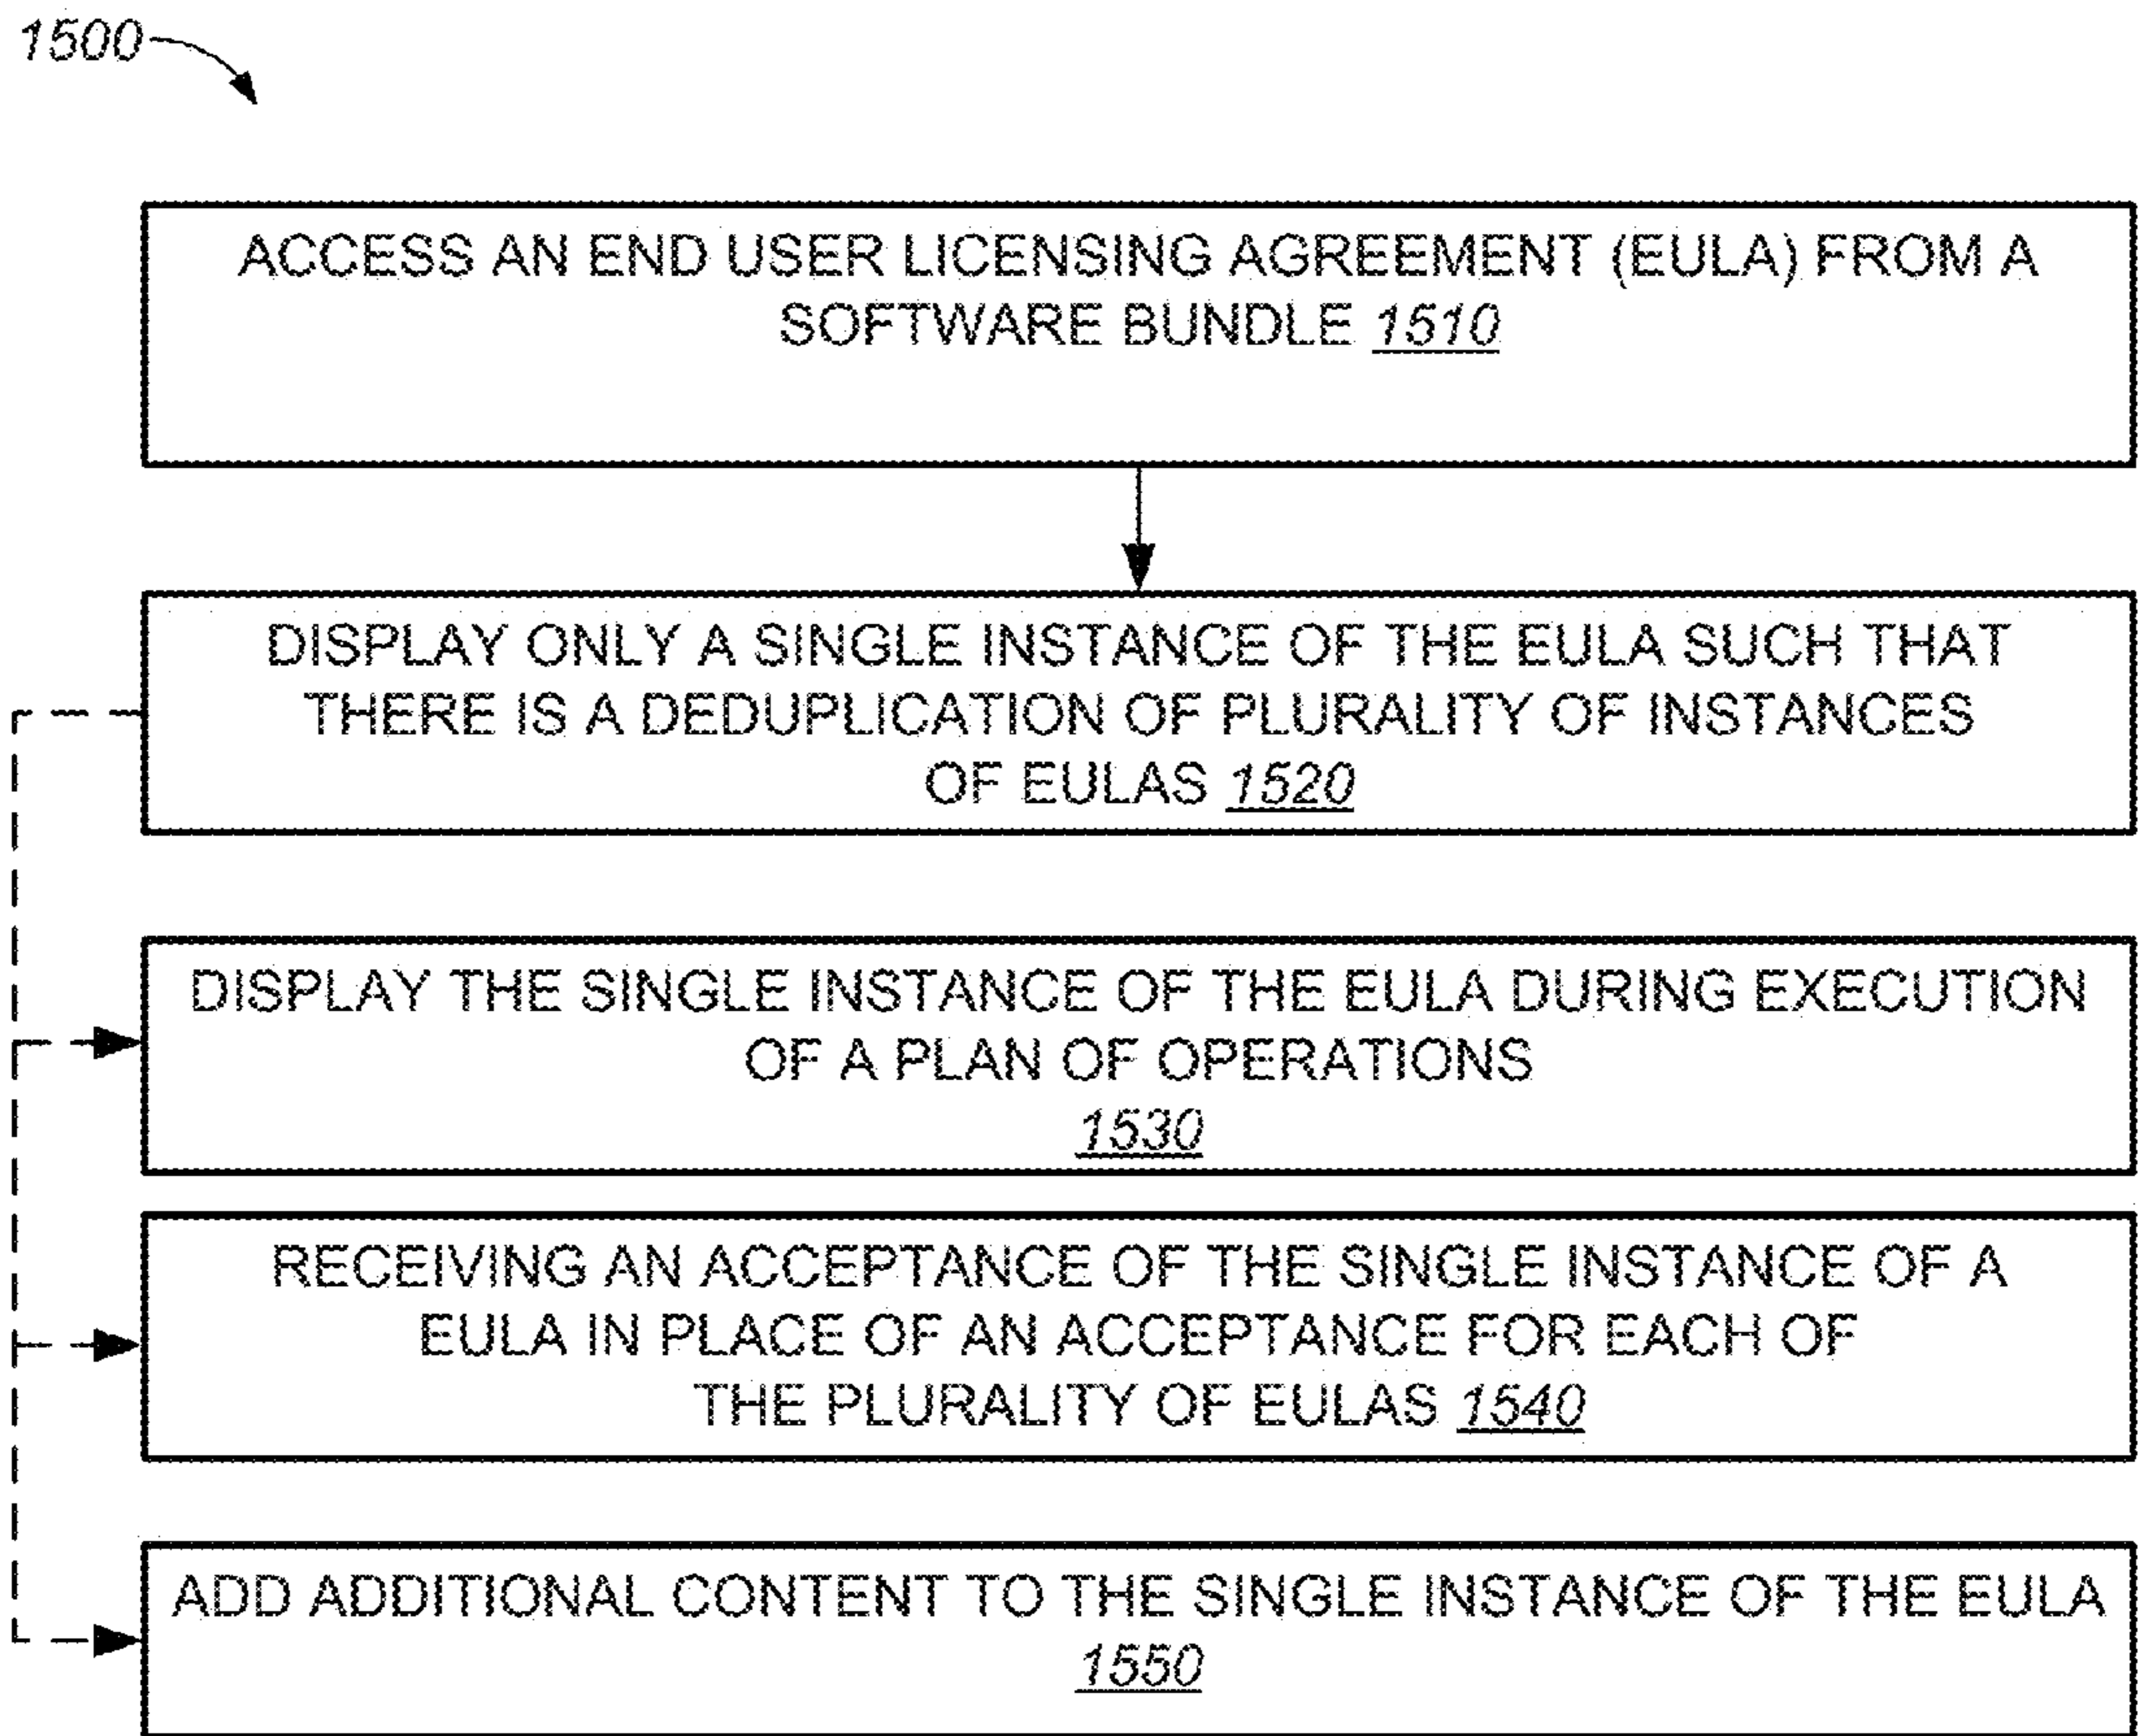 1500
ACCESS AN END USER LICENSING AGREEMENT (EULA) FROM A
SOFTWARE BUNDLE 1510
DISPLAY ONLY A SINGLE INSTANCE OF THE EULA SUCH THAT
THERE IS A DEDUPLICATION OF PLURALITY OF INSTANCES
OF EULAS 1520
DISPLAY THE SINGLE INSTANCE OF THE EULA DURING EXECUTION
OF A PLAN OF OPERATIONS
1530
RECEIVING AN ACCEPTANCE OF THE SINGLE INSTANCE OF A
EULA IN PLACE OF AN ACCEPTANCE FOR EACH OF
THE PLURALITY OF EULAS 1540
ADD ADDITIONAL CONTENT TO THE SINGLE INSTANCE OF THE EULA
1550